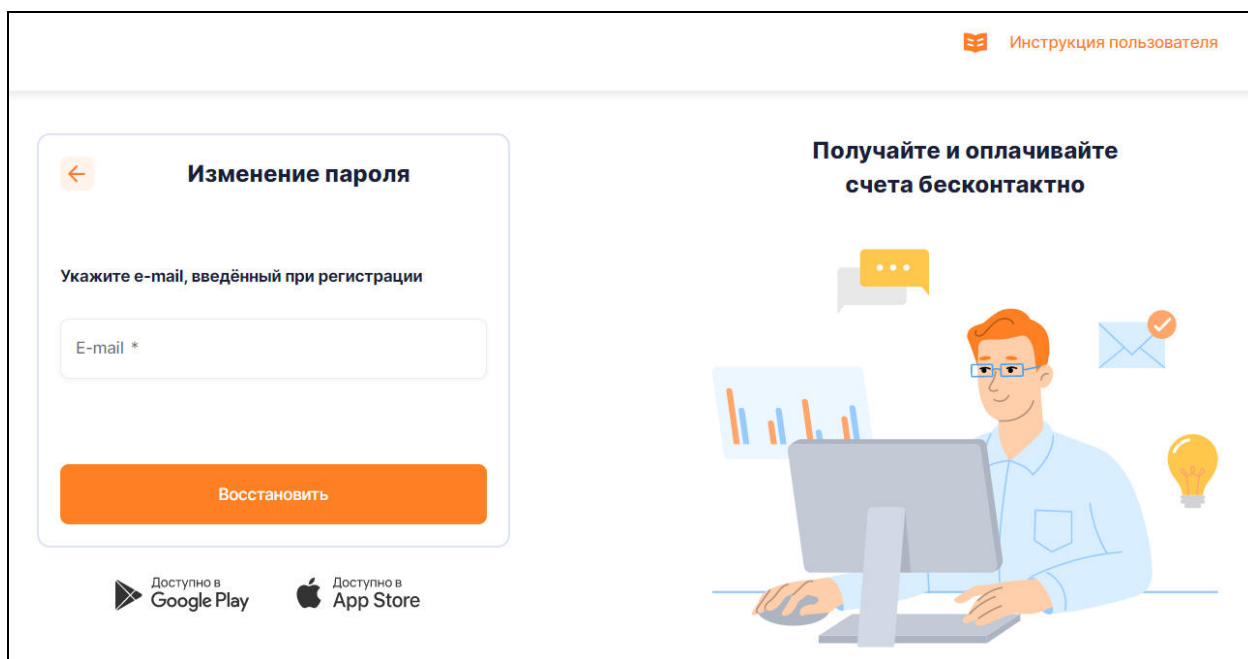 Инструкция пользователя
Изменение пароля
Укажите e-mail, введённый при регистрации
E-mail *
Восстановить
Доступно в
Google Play
Доступно в
App Store
Получайте и оплачивайте
счета бесконтактно